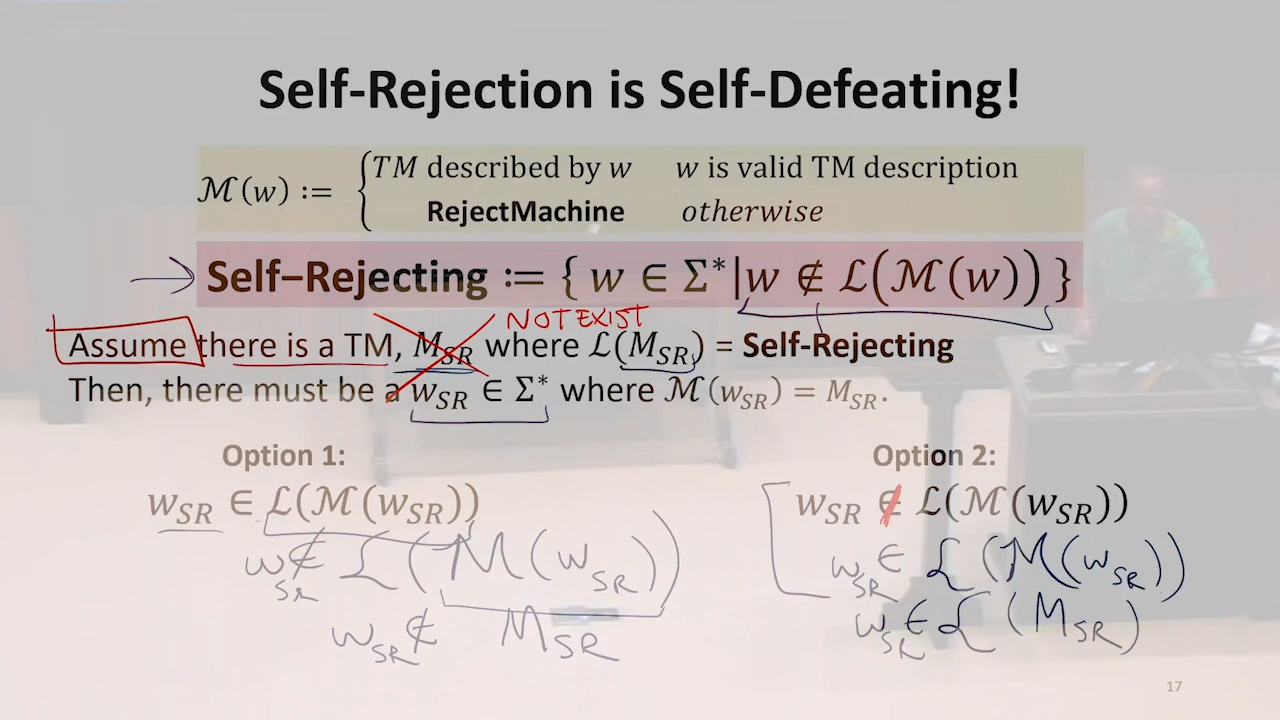 Self-Rejection is Self-Defeating!
ℳ(w) := { TM described by w    w is valid TM description
RejectMachine    otherwise
Self–Rejecting := { w ∈ Σ* | w ∉ ℒ(ℳ(w)) }
NOT EXIST
Assume there is a TM, M_SR where ℒ(M_SR) = Self-Rejecting
Then, there must be a w_SR ∈ Σ* where ℳ(w_SR) = M_SR.
Option 1:
w_SR ∈ ℒ(ℳ(w_SR))
w_SR ∉ ℒ(ℳ(w_SR))
w_SR ∉ M_SR
Option 2:
w_SR ∉ ℒ(ℳ(w_SR))
w_SR ∈ ℒ(ℳ(w_SR))
w_SR ∈ ℒ(M_SR)
17